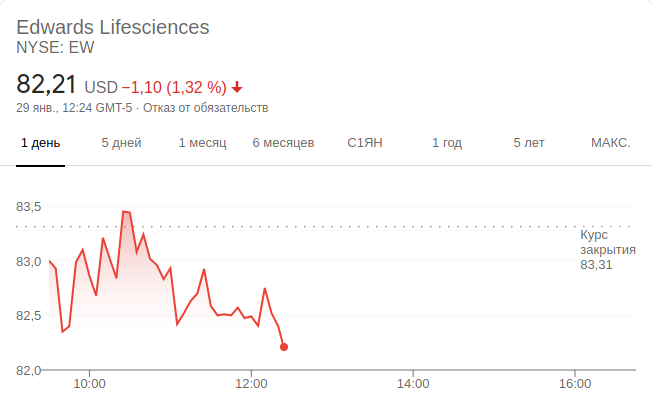 Edwards Lifesciences
NYSE: EW
82,21 USD −1,10 (1,32 %)
29 янв., 12:24 GMT-5 · Отказ от обязательств
1 день 5 дней 1 месяц 6 месяцев С1ЯН 1 год 5 лет МАКС.
83,5
Курс
закрытия
83,31
83,0
82,5
82,0
10:00 12:00 14:00 16:00